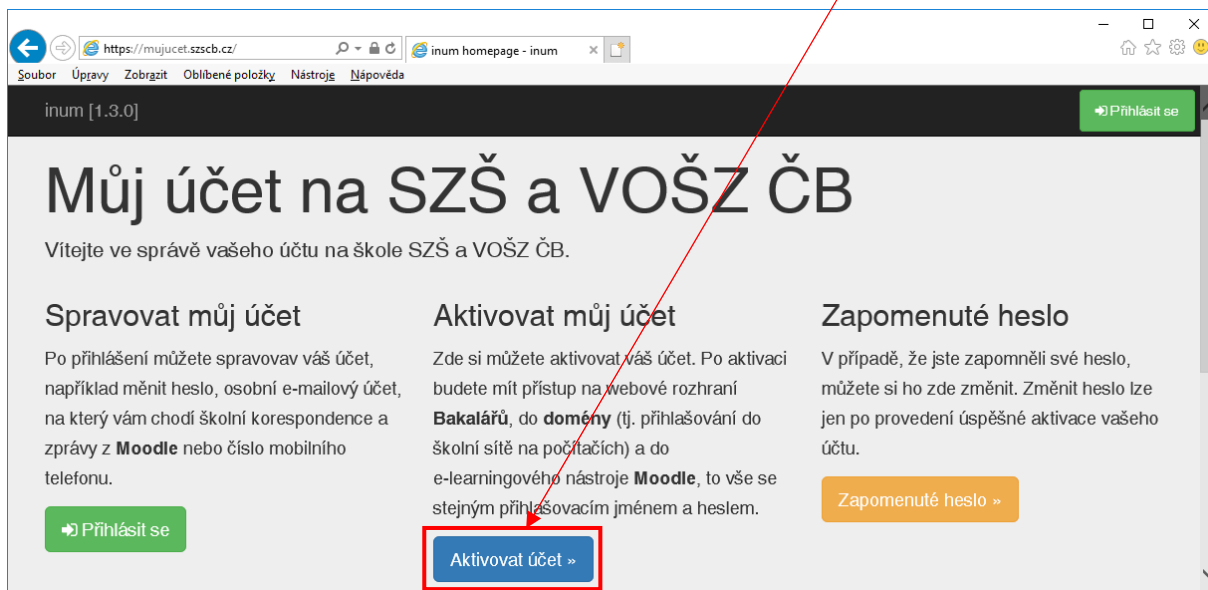 https://mujucet.szscb.cz/
inum homepage - inum
Soubor Úpravy Zobrazit Oblíbené položky Nástroje Nápověda
inum [1.3.0]
Přihlásit se
Můj účet na SZŠ a VOŠZ ČB
Vítejte ve správě vašeho účtu na škole SZŠ a VOŠZ ČB.
Spravovat můj účet
Po přihlášení můžete spravovav váš účet,
například měnit heslo, osobní e-mailový účet,
na který vám chodí školní korespondence a
zprávy z Moodle nebo číslo mobilního
telefonu.
Přihlásit se
Aktivovat můj účet
Zde si můžete aktivovat váš účet. Po aktivaci
budete mít přístup na webové rozhraní
Bakalářů, do domény (tj. přihlašování do
školní sítě na počítačích) a do
e-learningového nástroje Moodle, to vše se
stejným přihlašovacím jménem a heslem.
Aktivovat účet »
Zapomenuté heslo
V případě, že jste zapomněli své heslo,
můžete si ho zde změnit. Změnit heslo lze
jen po provedení úspěšné aktivace vašeho
účtu.
Zapomenuté heslo »